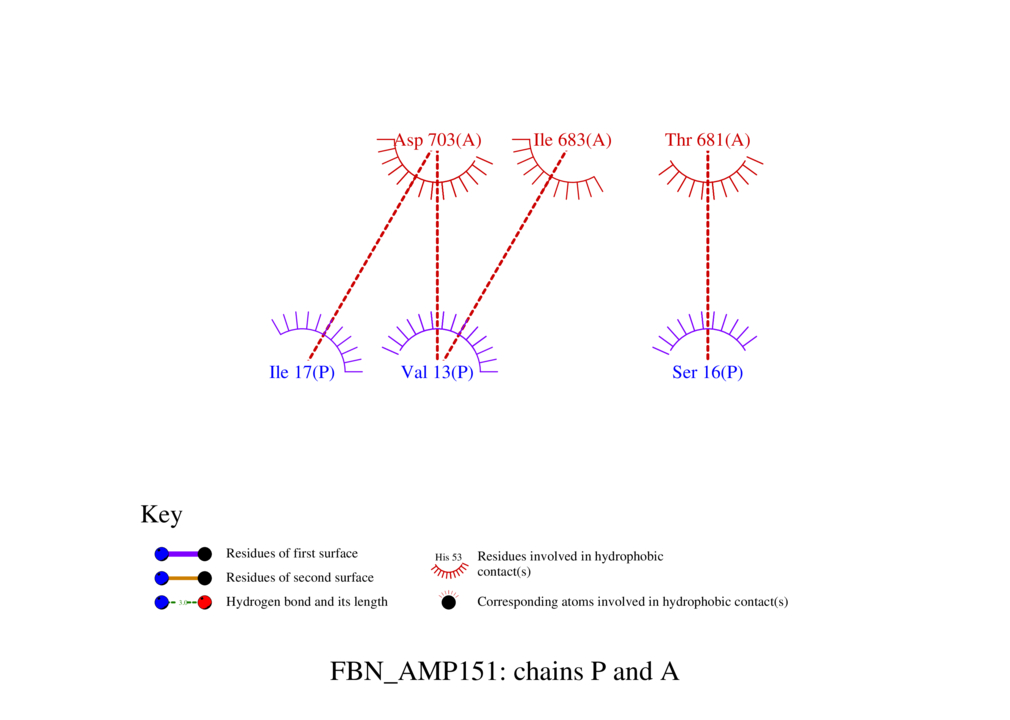 Asp 703(A) Ile 683(A) Thr 681(A)
Ile 17(P) Val 13(P) Ser 16(P)
Key
Residues of first surface
Residues of second surface
3.0
Hydrogen bond and its length
His 53
Residues involved in hydrophobic
contact(s)
Corresponding atoms involved in hydrophobic contact(s)
FBN_AMP151: chains P and A